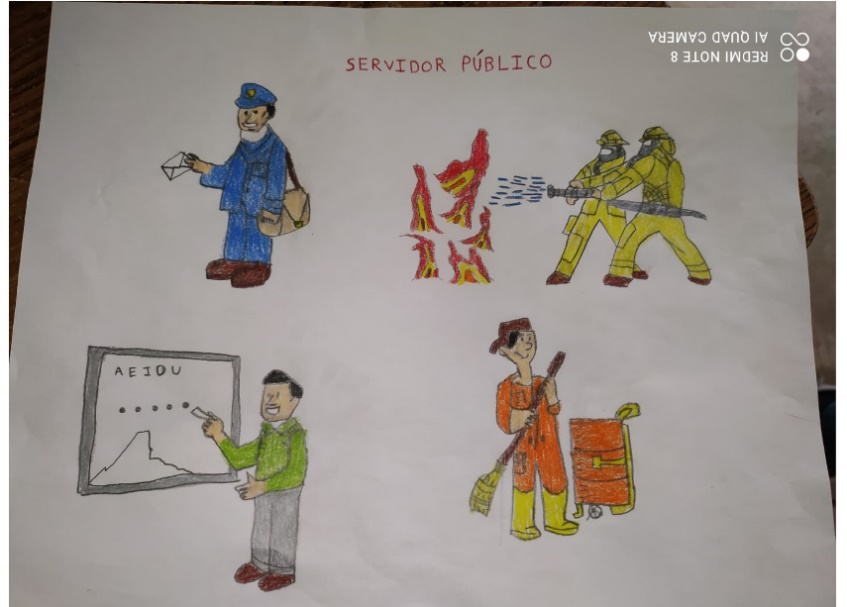 REDMI NOTE 8
AI QUAD CAMERA
SERVIDOR PÚBLICO
AEIOU